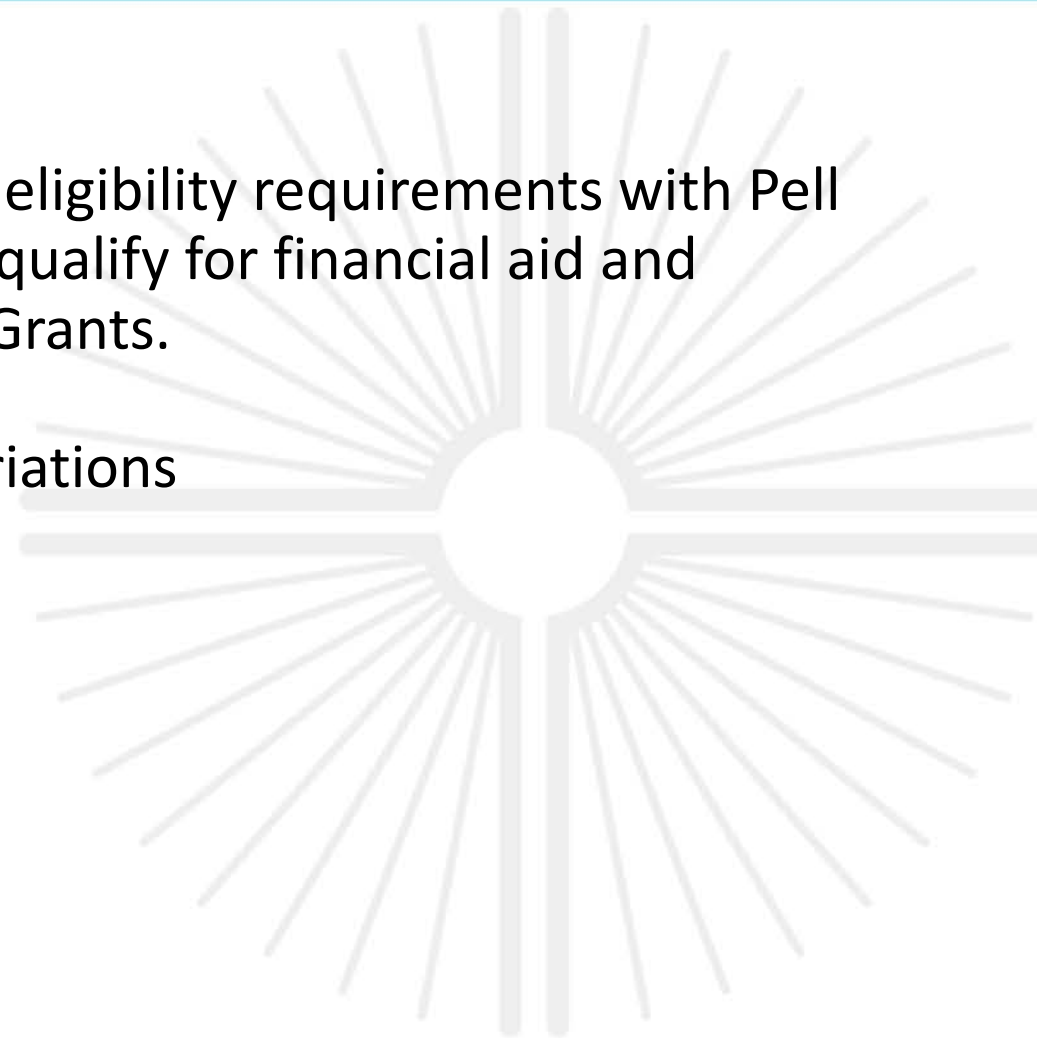 eligibility requirements with Pell
qualify for financial aid and
Grants.
riations